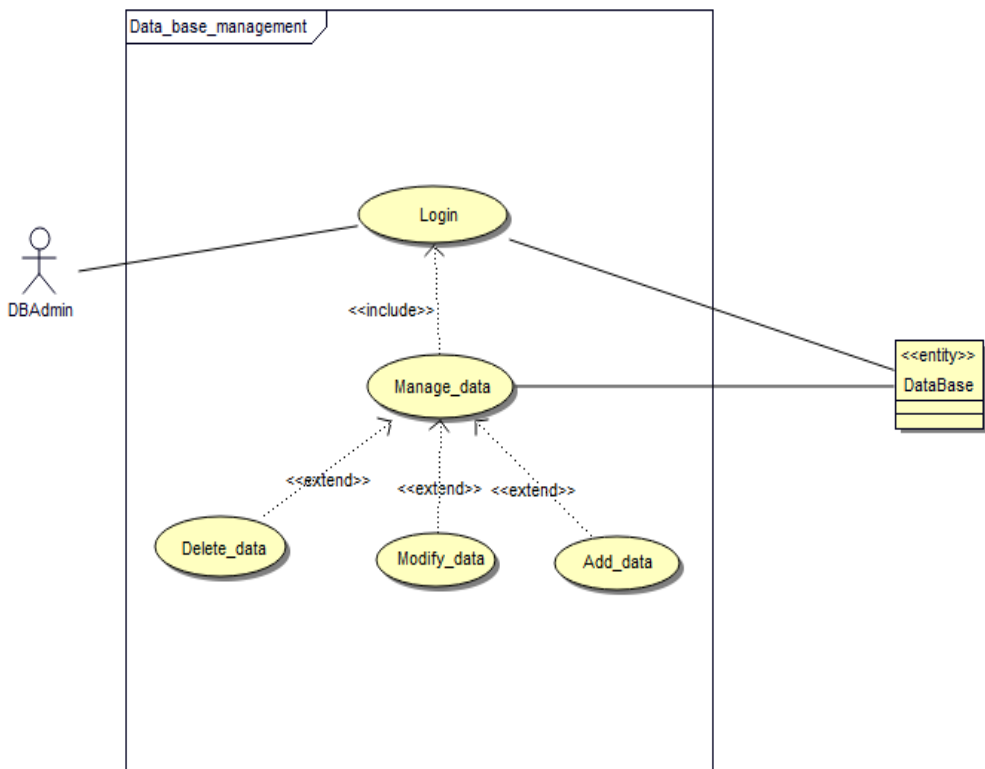 Data_base_management
Login
DBAdmin
<<include>>
<<entity>>
DataBase
Manage_data
<<extend>>
<<extend>>
<<extend>>
Delete_data
Modify_data
Add_data